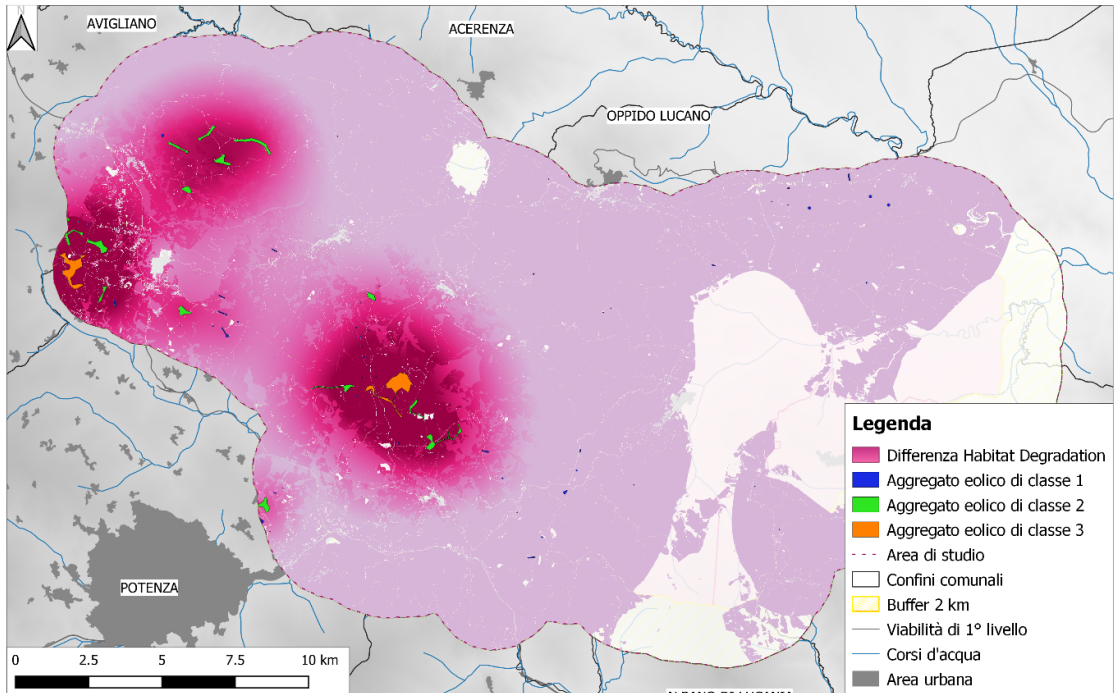 N
AVIGLIANO
ACERENZA
OPPIDO LUCANO
POTENZA
0 2.5 5 7.5 10 km
Legenda
Differenza Habitat Degradation
Aggregato eolico di classe 1
Aggregato eolico di classe 2
Aggregato eolico di classe 3
Area di studio
Confini comunali
Buffer 2 km
Viabilità di 1° livello
Corsi d'acqua
Area urbana